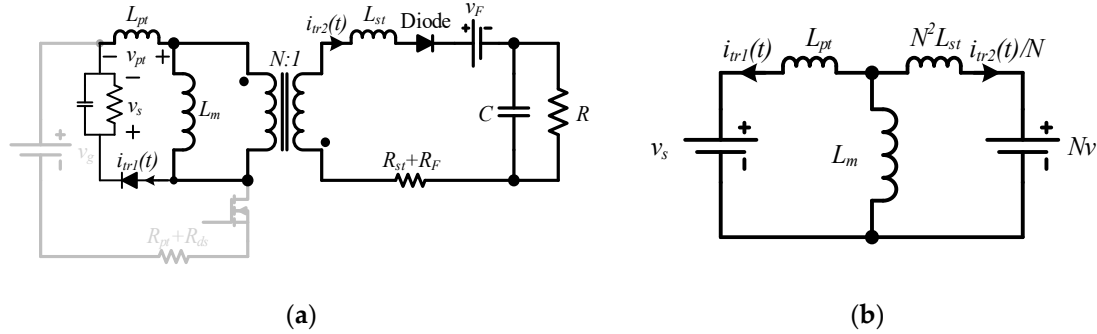 L_pt
v_pt
− +
−
v_s
+
v_g
+
i_tr1(t)
L_m
N:1
R_pt+R_ds
i_tr2(t)
L_st
Diode
v_F
+ −
C
R
R_st+R_F
(a)
i_tr1(t)
L_pt
N²L_st
i_tr2(t)/N
v_s
+
L_m
+
Nv
(b)